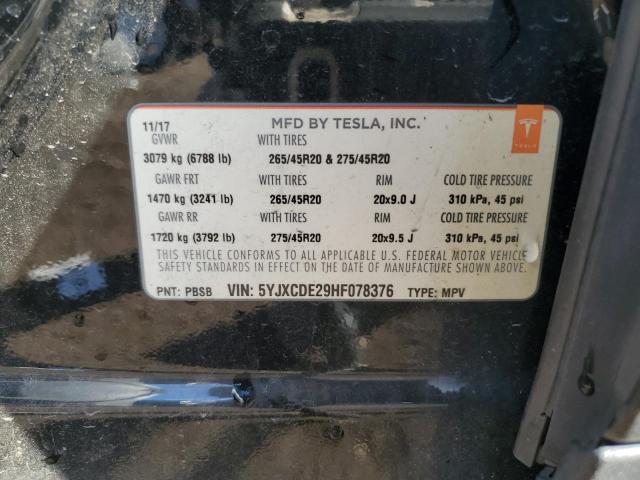 11/17 MFD BY TESLA, INC.
GVWR WITH TIRES
TESLA
3079 kg (6788 lb) 265/45R20 & 275/45R20
GAWR FRT WITH TIRES RIM COLD TIRE PRESSURE
1470 kg (3241 lb) 265/45R20 20x9.0 J 310 kPa, 45 psi
GAWR RR WITH TIRES RIM COLD TIRE PRESSURE
1720 kg (3792 lb) 275/45R20 20x9.5 J 310 kPa, 45 psi
THIS VEHICLE CONFORMS TO ALL APPLICABLE U.S. FEDERAL MOTOR VEHICLE
SAFETY STANDARDS IN EFFECT ON THE DATE OF MANUFACTURE SHOWN ABOVE.
PNT: PBSB VIN: 5YJXCDE29HF078376 TYPE: MPV